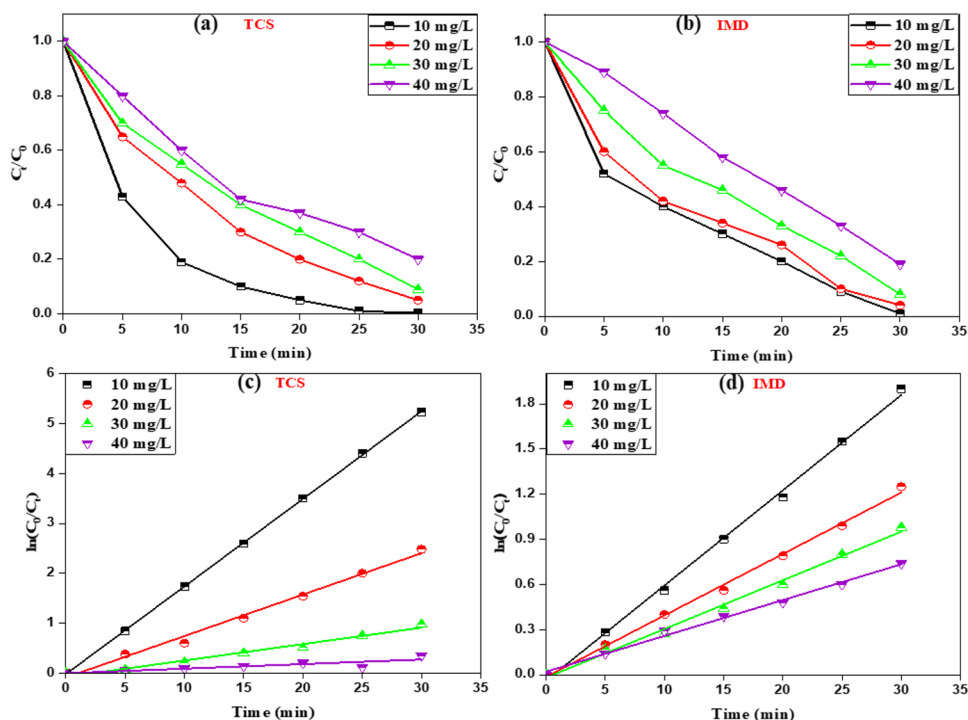 (a) TCS
10 mg/L
20 mg/L
30 mg/L
40 mg/L
1.0
0.8
0.6
0.4
0.2
0.0
Cₜ/C₀
0 5 10 15 20 25 30 35
Time (min)
(b) IMD
10 mg/L
20 mg/L
30 mg/L
40 mg/L
1.0
0.8
0.6
0.4
0.2
0.0
Cₜ/C₀
0 5 10 15 20 25 30 35
Time (min)
(c) TCS
10 mg/L
20 mg/L
30 mg/L
40 mg/L
6
5
4
3
2
1
0
ln(C₀/Cₜ)
0 5 10 15 20 25 30 35
Time (min)
(d) IMD
10 mg/L
20 mg/L
30 mg/L
40 mg/L
1.8
1.5
1.2
0.9
0.6
0.3
0.0
ln(C₀/Cₜ)
0 5 10 15 20 25 30 35
Time (min)